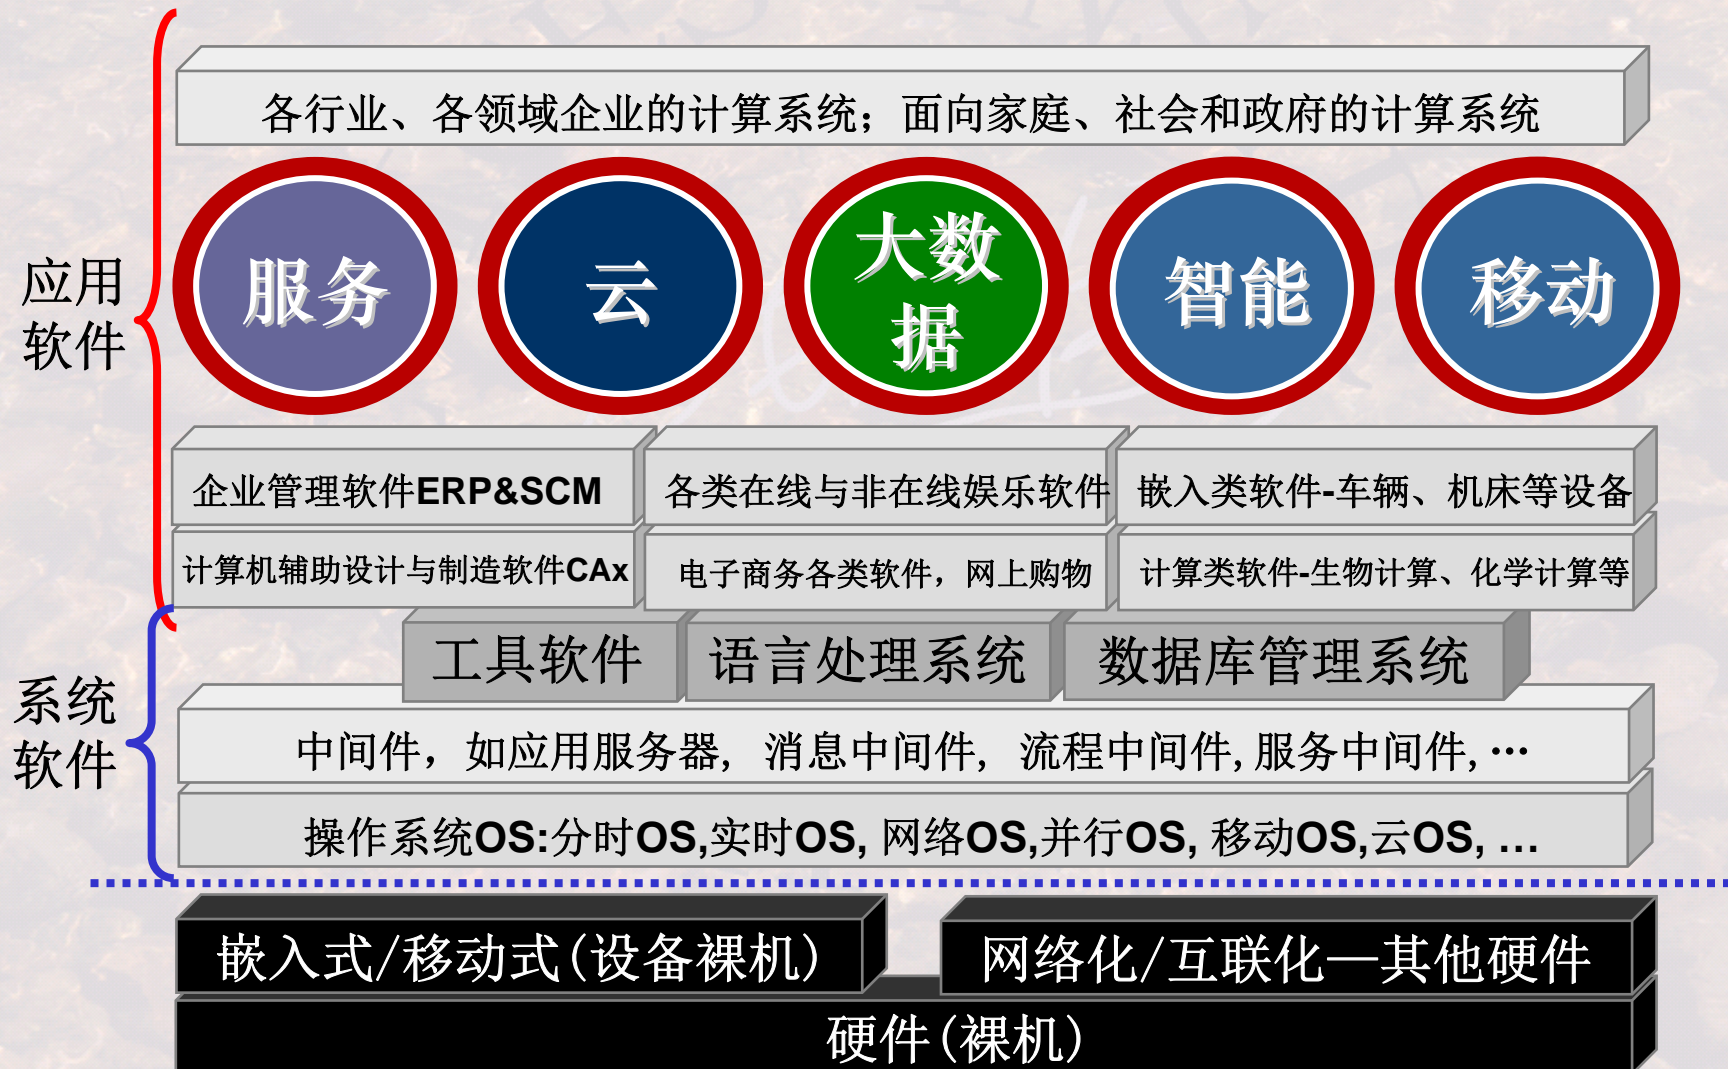 各行业、各领域企业的计算系统；面向家庭、社会和政府的计算系统
应用
软件
服务
云
大数
据
智能
移动
企业管理软件ERP&SCM
各类在线与非在线娱乐软件
嵌入类软件-车辆、机床等设备
计算机辅助设计与制造软件CAx
电子商务各类软件，网上购物
计算类软件-生物计算、化学计算等
工具软件
语言处理系统
数据库管理系统
系统
软件
中间件，如应用服务器, 消息中间件, 流程中间件, 服务中间件, …
操作系统OS:分时OS,实时OS, 网络OS,并行OS, 移动OS,云OS, …
嵌入式/移动式(设备裸机)
网络化/互联化—其他硬件
硬件(裸机)